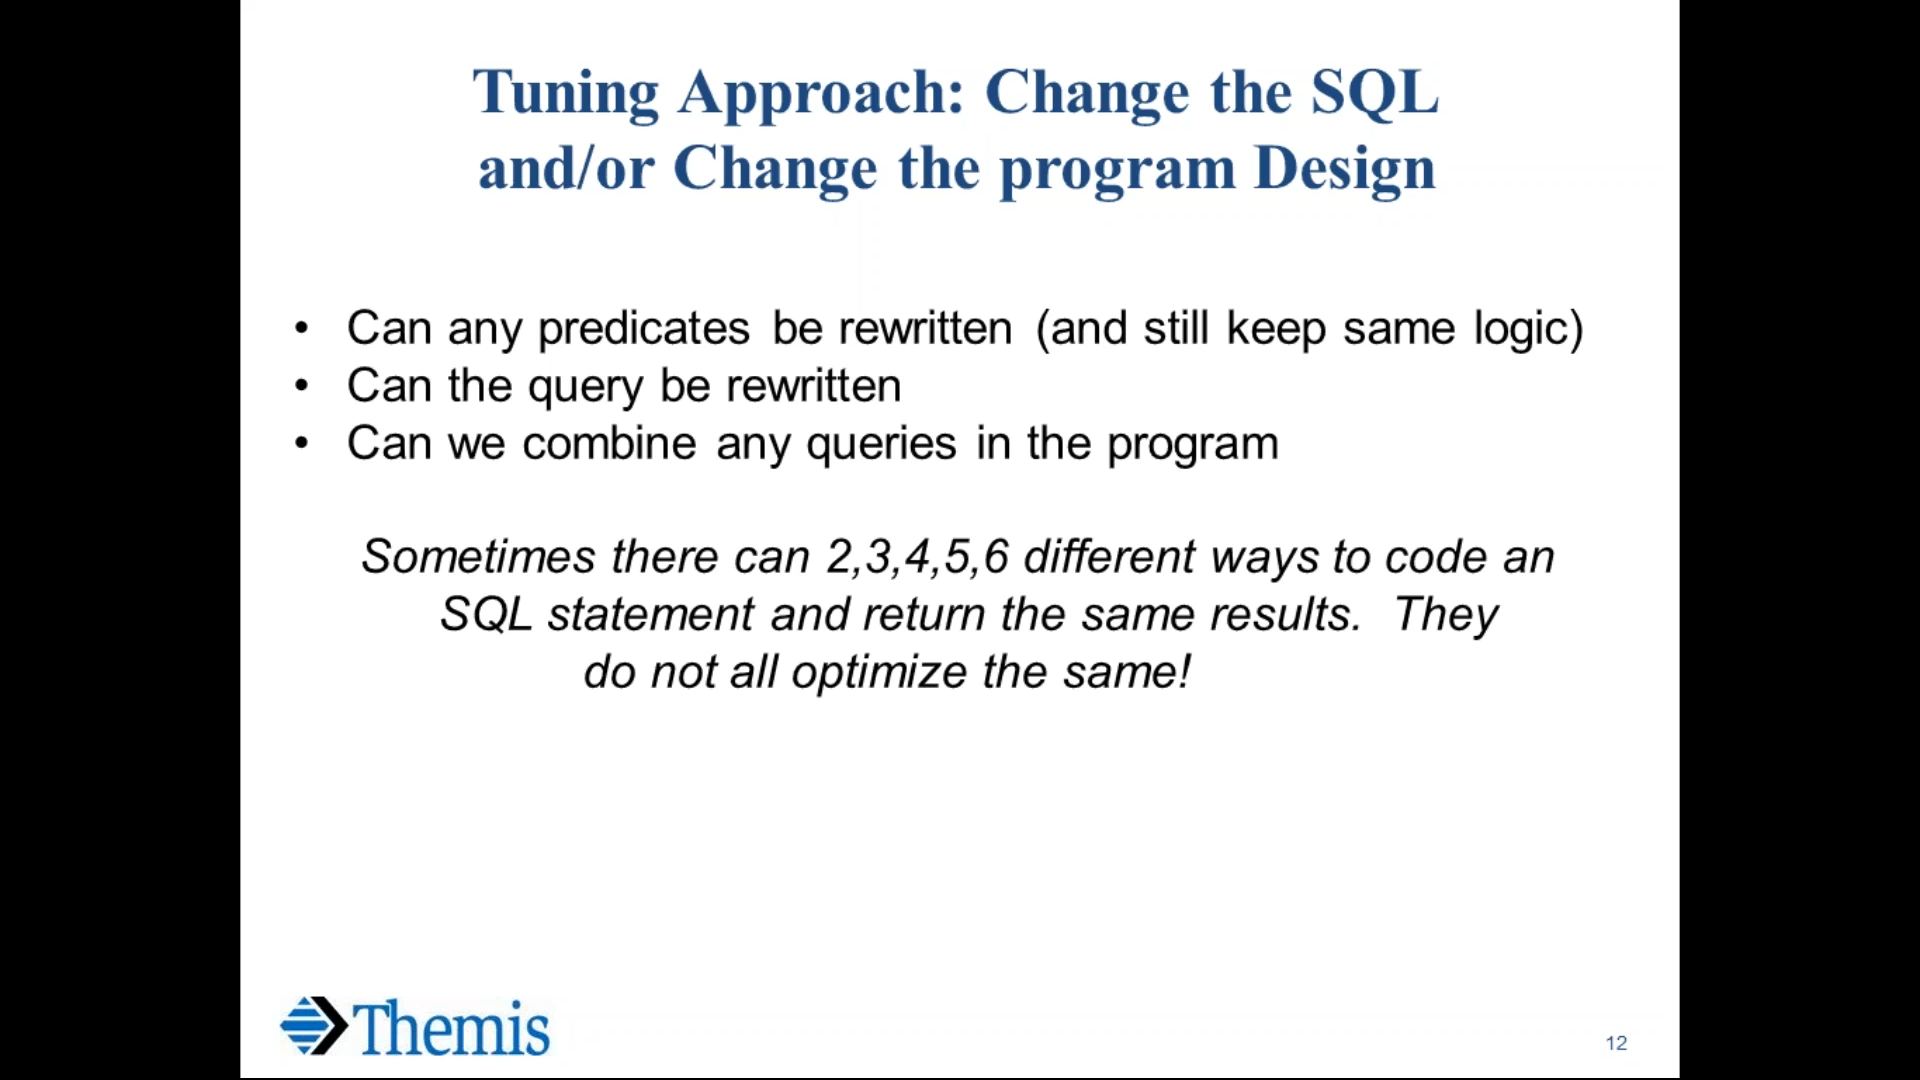 Tuning Approach: Change the SQL
and/or Change the program Design
• Can any predicates be rewritten (and still keep same logic)
• Can the query be rewritten
• Can we combine any queries in the program
Sometimes there can 2,3,4,5,6 different ways to code an
SQL statement and return the same results. They
do not all optimize the same!
Themis
12